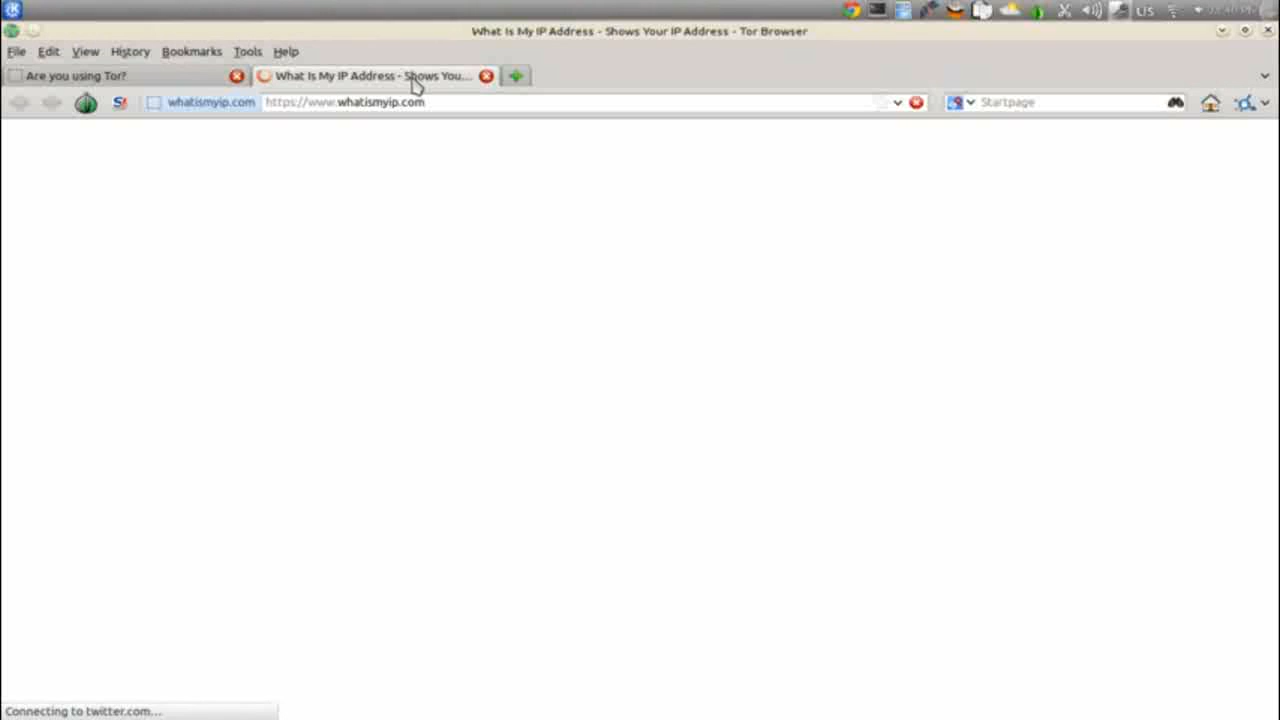 US
What Is My IP Address - Shows Your IP Address - Tor Browser
File Edit View History Bookmarks Tools Help
Are you using Tor? What Is My IP Address - Shows You...
whatismyip.com https://www.whatismyip.com Startpage
Connecting to twitter.com...